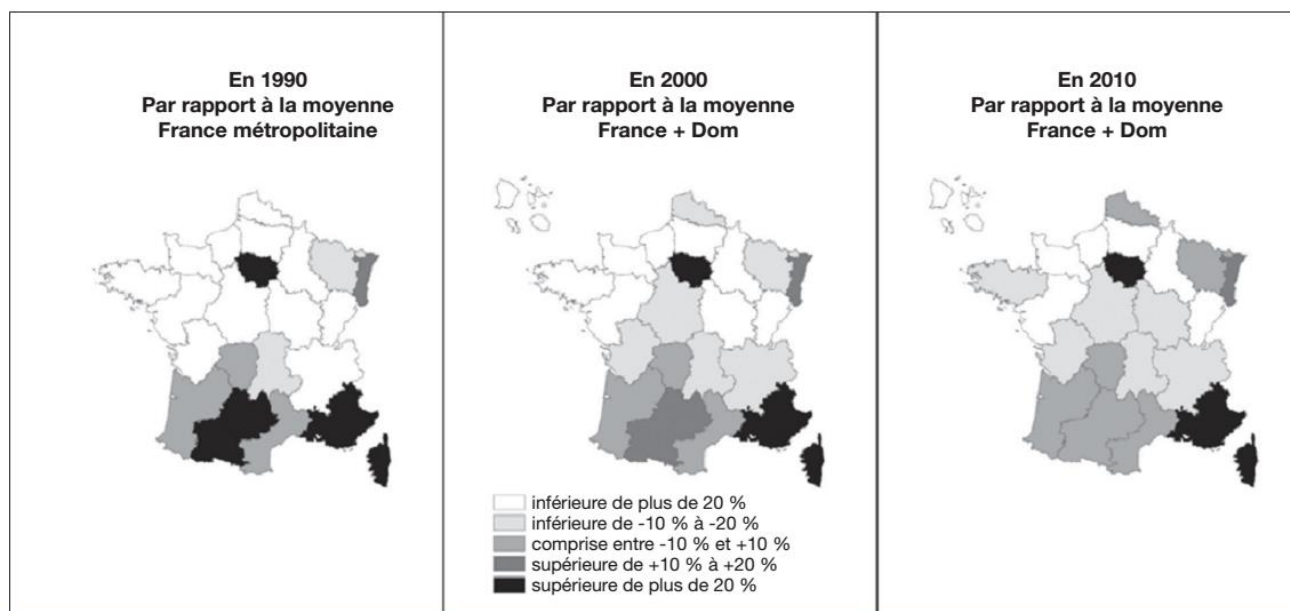 En 1990
Par rapport à la moyenne
France métropolitaine
En 2000
Par rapport à la moyenne
France + Dom
En 2010
Par rapport à la moyenne
France + Dom
inférieure de plus de 20 %
inférieure de -10 % à -20 %
comprise entre -10 % et +10 %
supérieure de +10 % à +20 %
supérieure de plus de 20 %